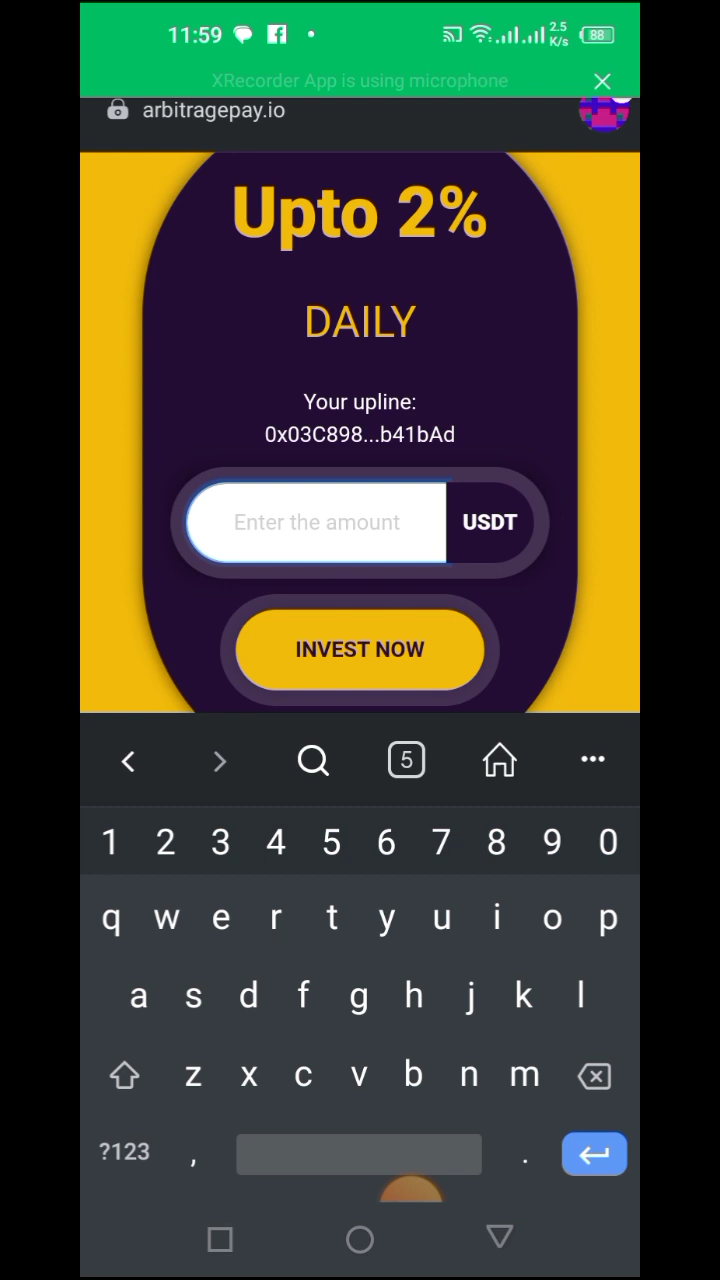 11:59
2.5
K/s
88
XRecorder App is using microphone
arbitragepay.io
Upto 2%
DAILY
Your upline:
0x03C898...b41bAd
Enter the amount
USDT
INVEST NOW
5
1 2 3 4 5 6 7 8 9 0
q w e r t y u i o p
a s d f g h j k l
z x c v b n m
?123 , .